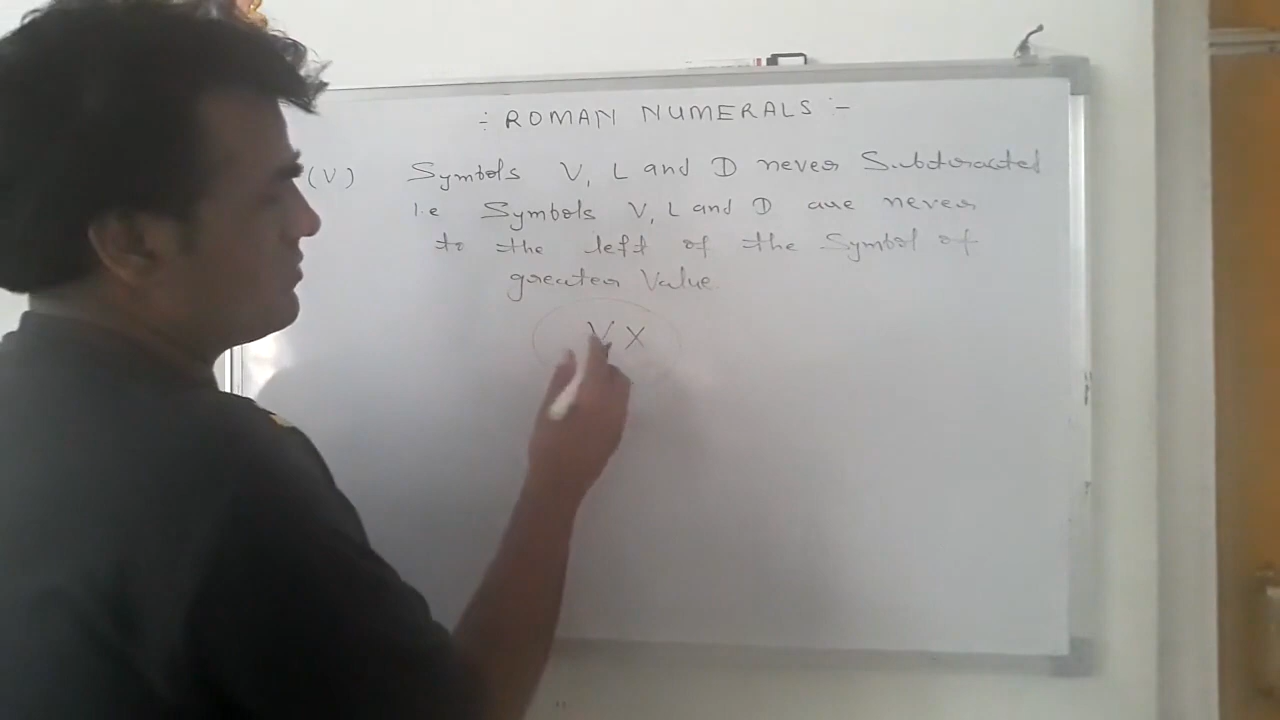 :- ROMAN NUMERALS :-
(V) Symbols V, L and D never Subtracted
i.e Symbols V, L and D are never
to the left of the Symbol of
greater Value.
V X